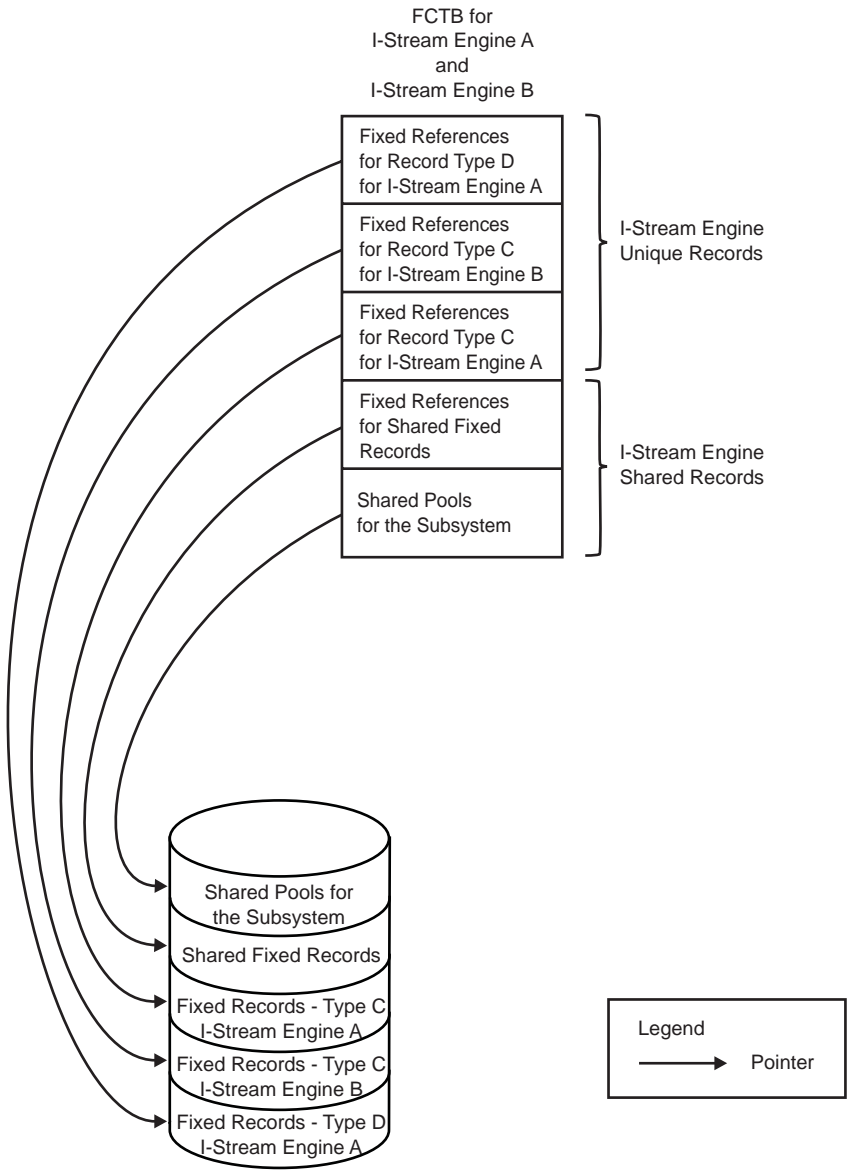 FCTB for
I-Stream Engine A
and
I-Stream Engine B
Fixed References
for Record Type D
for I-Stream Engine A
Fixed References
for Record Type C
for I-Stream Engine B
Fixed References
for Record Type C
for I-Stream Engine A
Fixed References
for Shared Fixed
Records
Shared Pools
for the Subsystem
I-Stream Engine
Unique Records
I-Stream Engine
Shared Records
Shared Pools for
the Subsystem
Shared Fixed Records
Fixed Records - Type C
I-Stream Engine A
Fixed Records - Type C
I-Stream Engine B
Fixed Records - Type D
I-Stream Engine A
Legend
Pointer